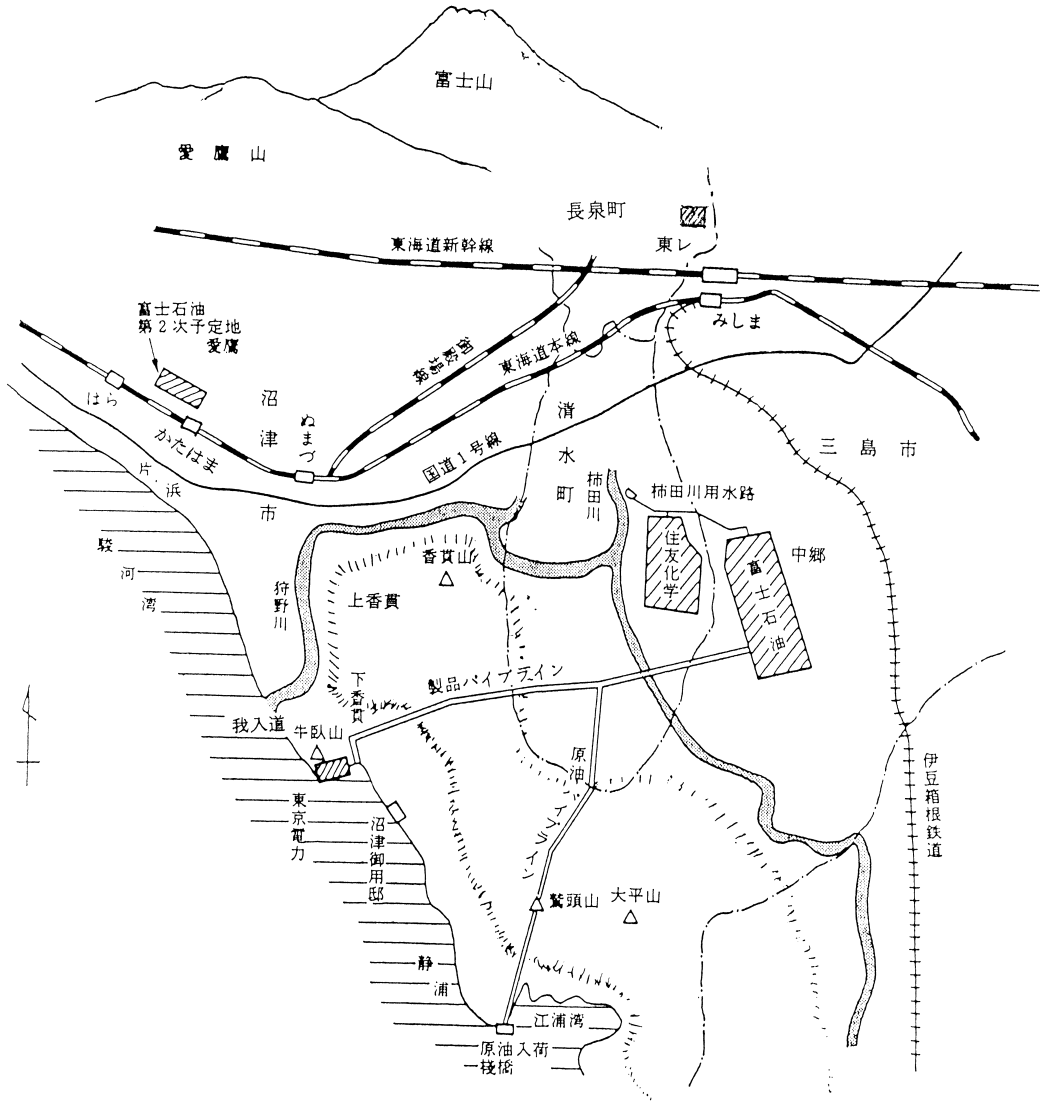 富士山
愛鷹山
長泉町
東レ
東海道新幹線
富士石油
第2次予定地
愛鷹
みしま
御殿場線
東海道本線
はら
かたはま
沼津市
ぬまづ
国道1号線
清水町
三島市
片浜
柿田川
柿田川用水路
駿河湾
香貫山
住友化学
中郷
富士石油
狩野川
上香貫
製品パイプライン
下香貫
我入道
牛臥山
原油パイプライン
伊豆箱根鉄道
東京電力
沼津御用邸
鷲頭山
大平山
静浦
江浦湾
原油入荷
桟橋